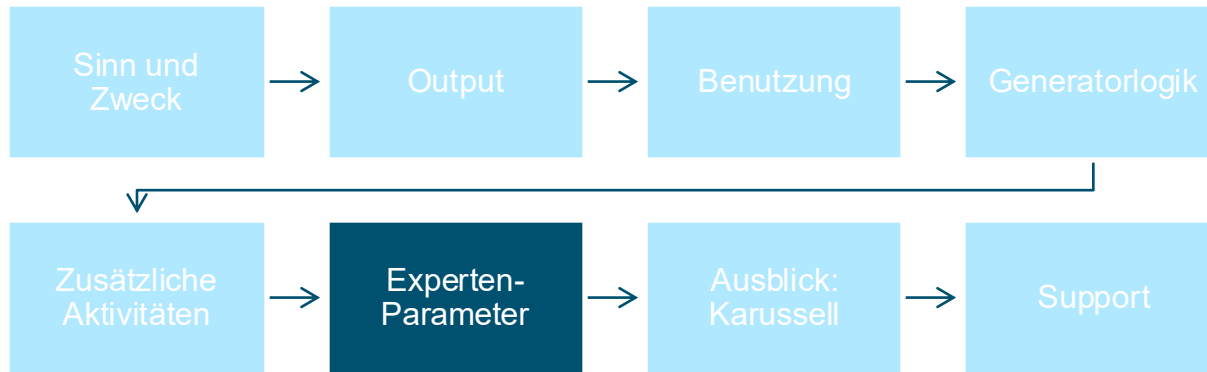 Sinn und
Zweck
Output
Benutzung
Generatorlogik
Zusätzliche
Aktivitäten
Experten-
Parameter
Ausblick:
Karussell
Support